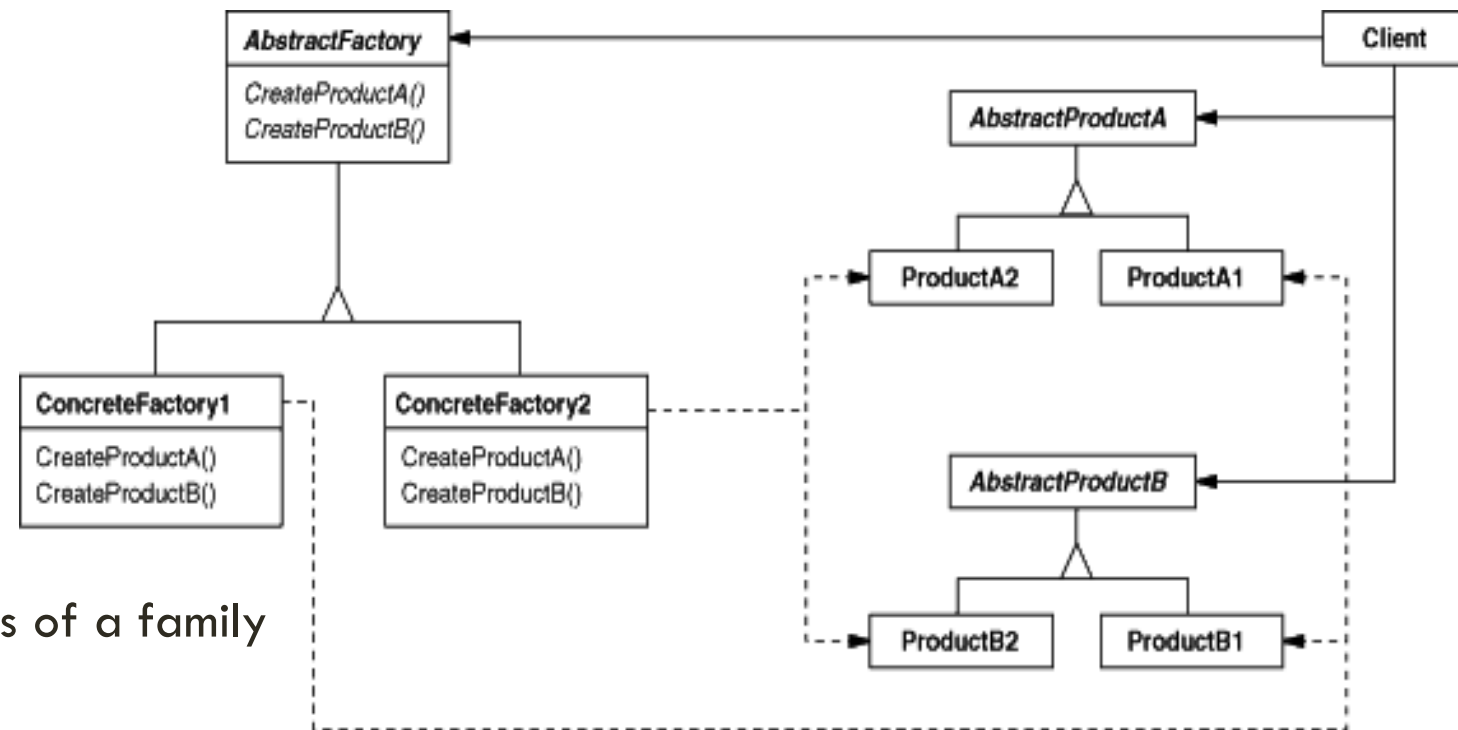 AbstractFactory
CreateProductA()
CreateProductB()
Client
AbstractProductA
ProductA2
ProductA1
ConcreteFactory1
CreateProductA()
CreateProductB()
ConcreteFactory2
CreateProductA()
CreateProductB()
AbstractProductB
ProductB2
ProductB1
s of a family